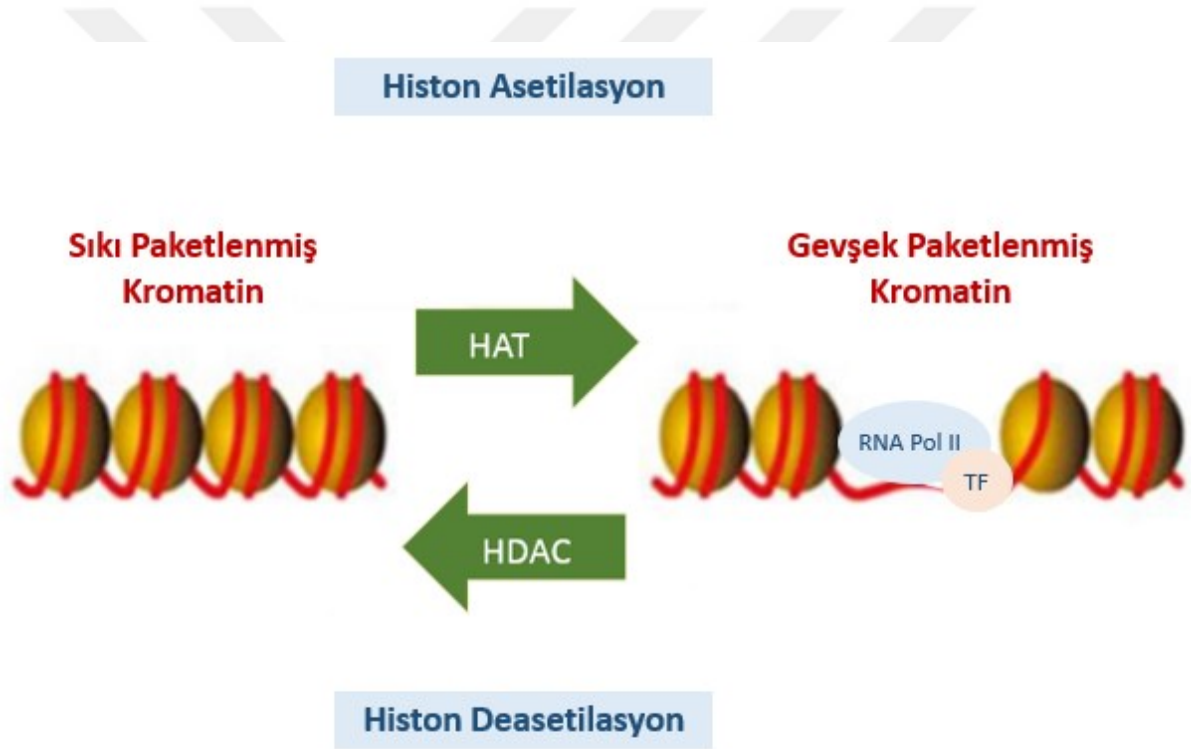 Histon Asetilasyon
Sıkı Paketlenmiş
Kromatin
Gevşek Paketlenmiş
Kromatin
HAT
RNA Pol II
TF
HDAC
Histon Deasetilasyon